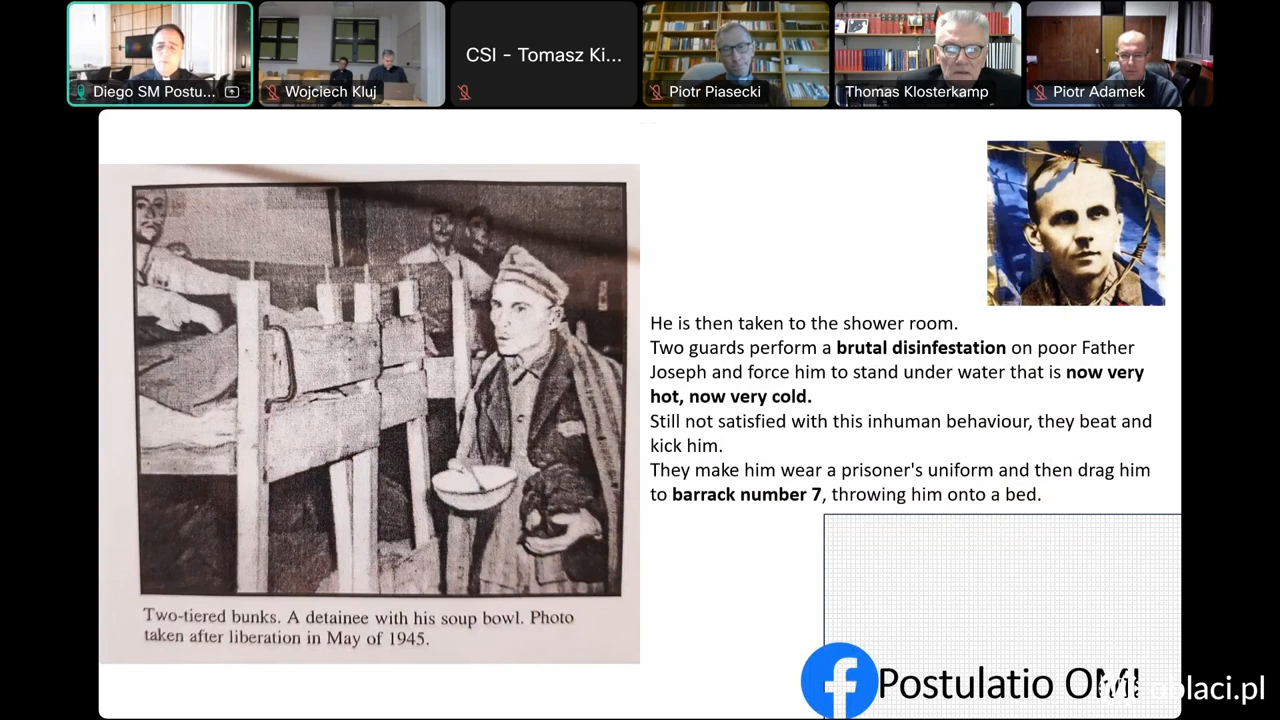 Diego SM Postu...
Wojciech Kluj
CSI - Tomasz Ki...
Piotr Piasecki
Thomas Klosterkamp
Piotr Adamek
He is then taken to the shower room.
Two guards perform a brutal disinfestation on poor Father
Joseph and force him to stand under water that is now very
hot, now very cold.
Still not satisfied with this inhuman behaviour, they beat and
kick him.
They make him wear a prisoner's uniform and then drag him
to barrack number 7, throwing him onto a bed.
Two-tiered bunks. A detainee with his soup bowl. Photo
taken after liberation in May of 1945.
Postulatio OMI
oblaci.pl